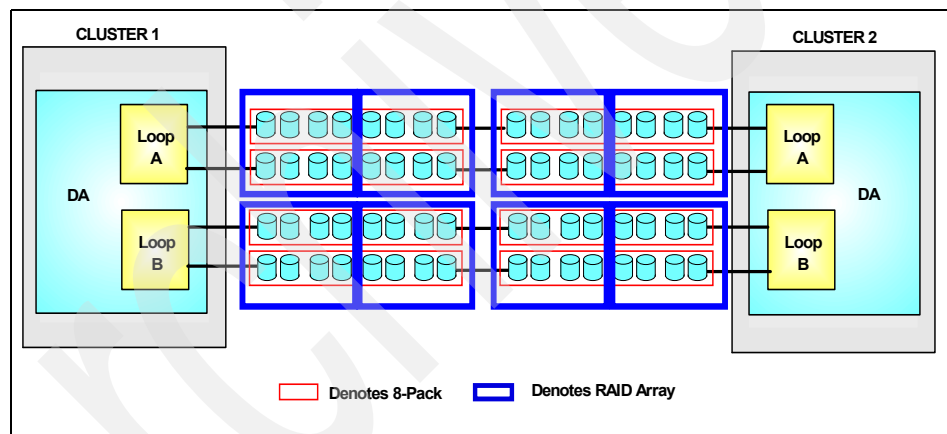 CLUSTER 1
CLUSTER 2
Loop
A
DA
Loop
B
Loop
A
DA
Loop
B
Denotes 8-Pack
Denotes RAID Array